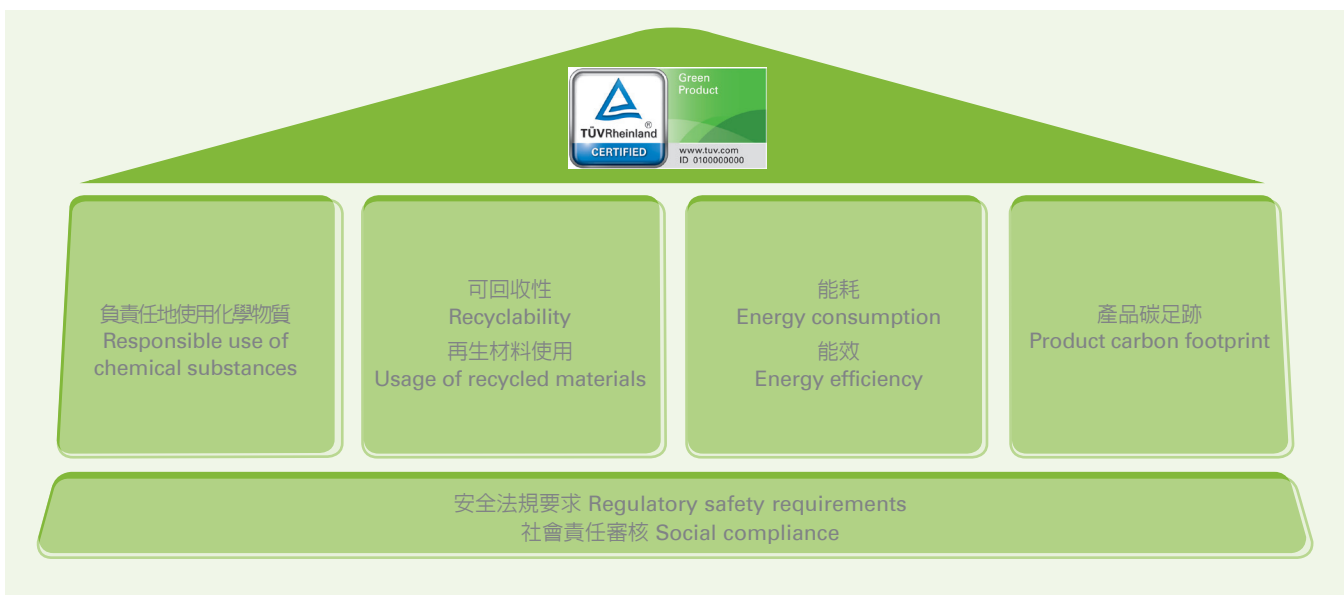 Green
Product
TÜVRheinland
®
CERTIFIED
www.tuv.com
ID 0100000000
負責任地使用化學物質
Responsible use of
chemical substances
可回收性
Recyclability
再生材料使用
Usage of recycled materials
能耗
Energy consumption
能效
Energy efficiency
產品碳足跡
Product carbon footprint
安全法規要求 Regulatory safety requirements
社會責任審核 Social compliance